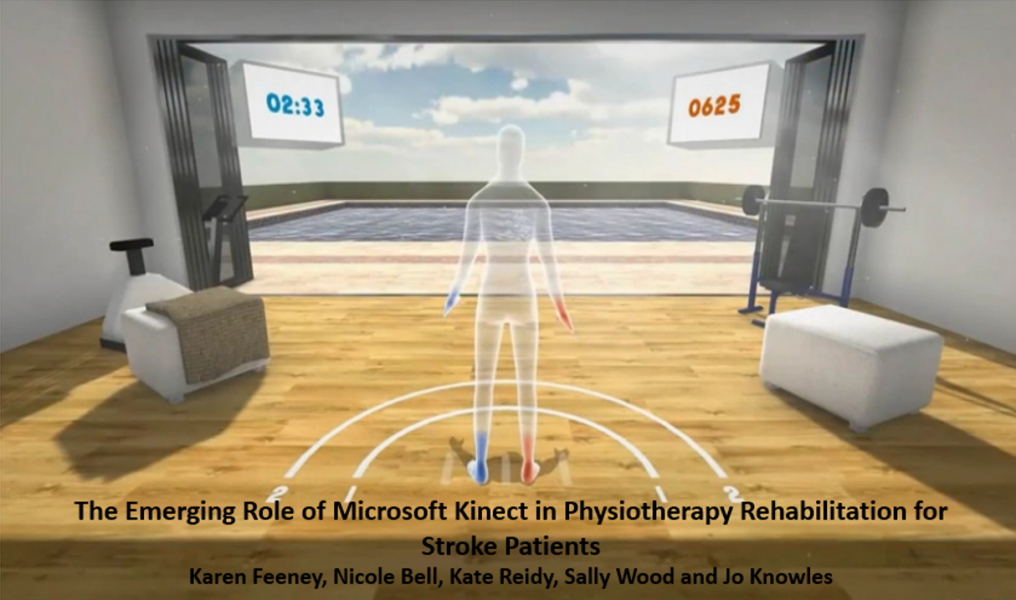 02:33
0625
2
2
The Emerging Role of Microsoft Kinect in Physiotherapy Rehabilitation for
Stroke Patients
Karen Feeney, Nicole Bell, Kate Reidy, Sally Wood and Jo Knowles